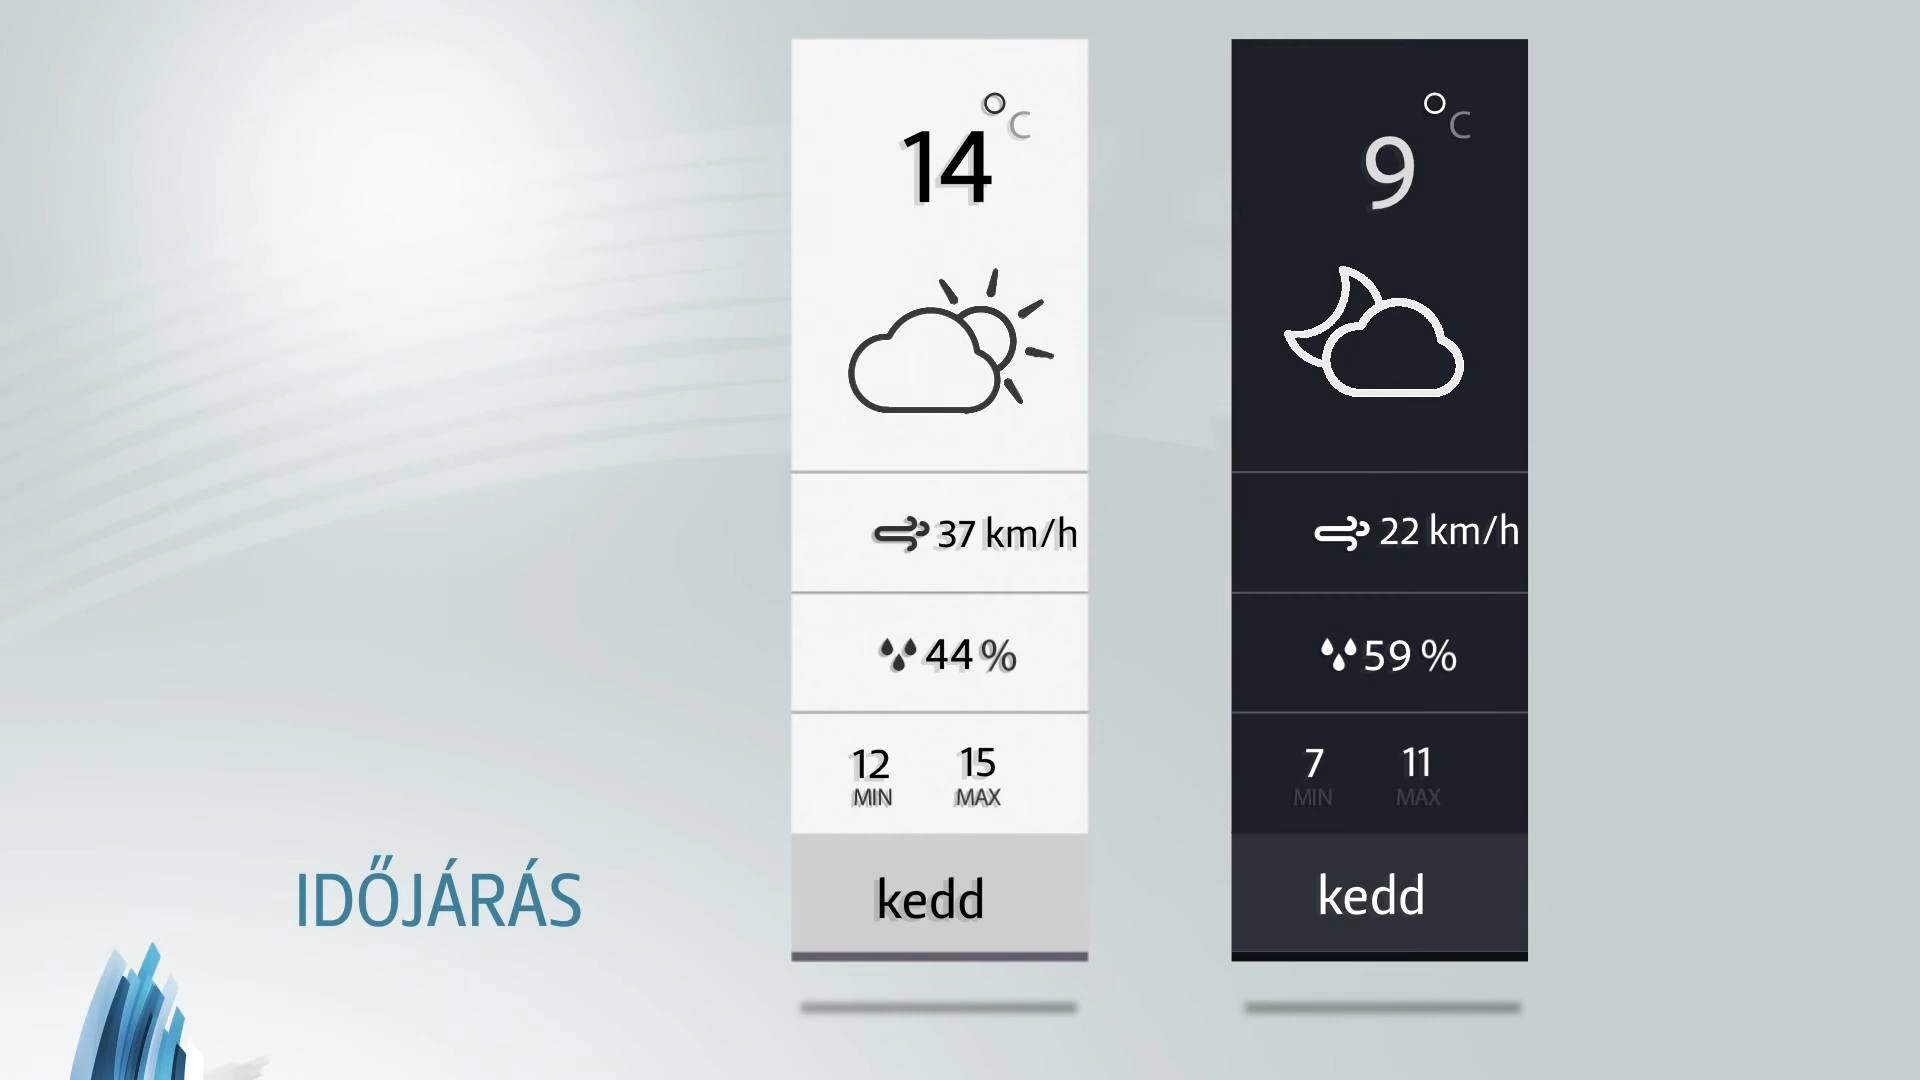 14 °C
37 km/h
44 %
12 15
MIN MAX
kedd
9 °C
22 km/h
59 %
7 11
MIN MAX
kedd
IDŐJÁRÁS